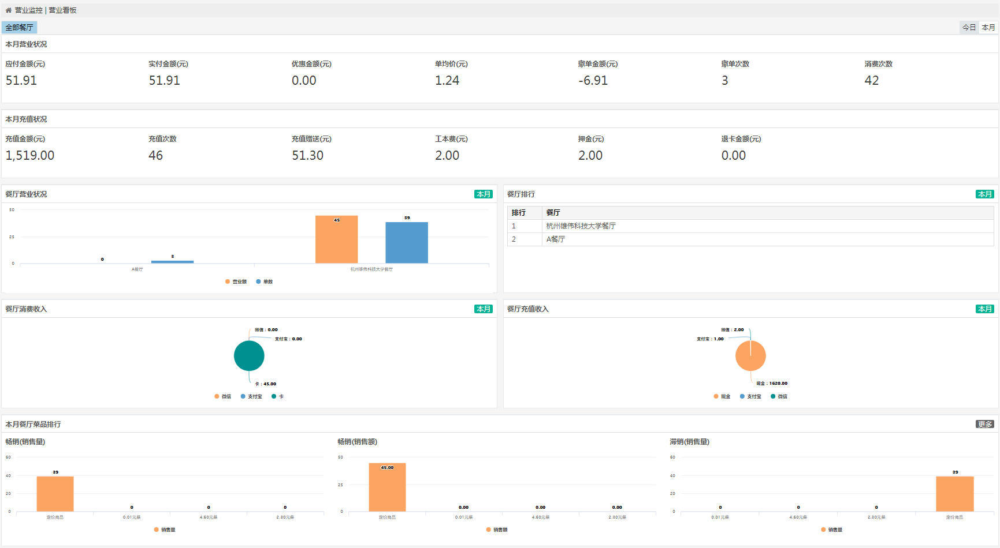 营业监控 | 营业看板
全部餐厅 今日 本月
本月营业状况
应付金额(元) 实付金额(元) 优惠金额(元) 单均价(元) 撤单金额(元) 撤单次数 消费次数
51.91 51.91 0.00 1.24 -6.91 3 42
本月充值状况
充值金额(元) 充值次数 充值赠送(元) 工本费(元) 押金(元) 退卡金额(元)
1,519.00 46 51.30 2.00 2.00 0.00
餐厅营业状况 本月
50
25
0
0 3 45 39
A餐厅 杭州雄伟科技大学餐厅
营业额 单数
餐厅排行 本月
排行 餐厅
1 杭州雄伟科技大学餐厅
2 A餐厅
餐厅消费收入 本月
微信 : 0.00
支付宝 : 0.00
卡 : 45.00
微信 支付宝 卡
餐厅充值收入 本月
微信 : 2.00
支付宝 : 1.00
现金 : 1620.00
现金 支付宝 微信
本月餐厅菜品排行 更多
畅销(销售量)
60
40
20
0
39 0 0 0
定价商品 0.01元菜 4.60元菜 2.80元菜
销售量
畅销(销售额)
50
25
0
45.00 0.00 0.00 0.00
定价商品 0.01元菜 4.60元菜 2.80元菜
销售额
滞销(销售量)
60
40
20
0
0 0 0 39
0.01元菜 4.60元菜 2.80元菜 定价商品
销售量